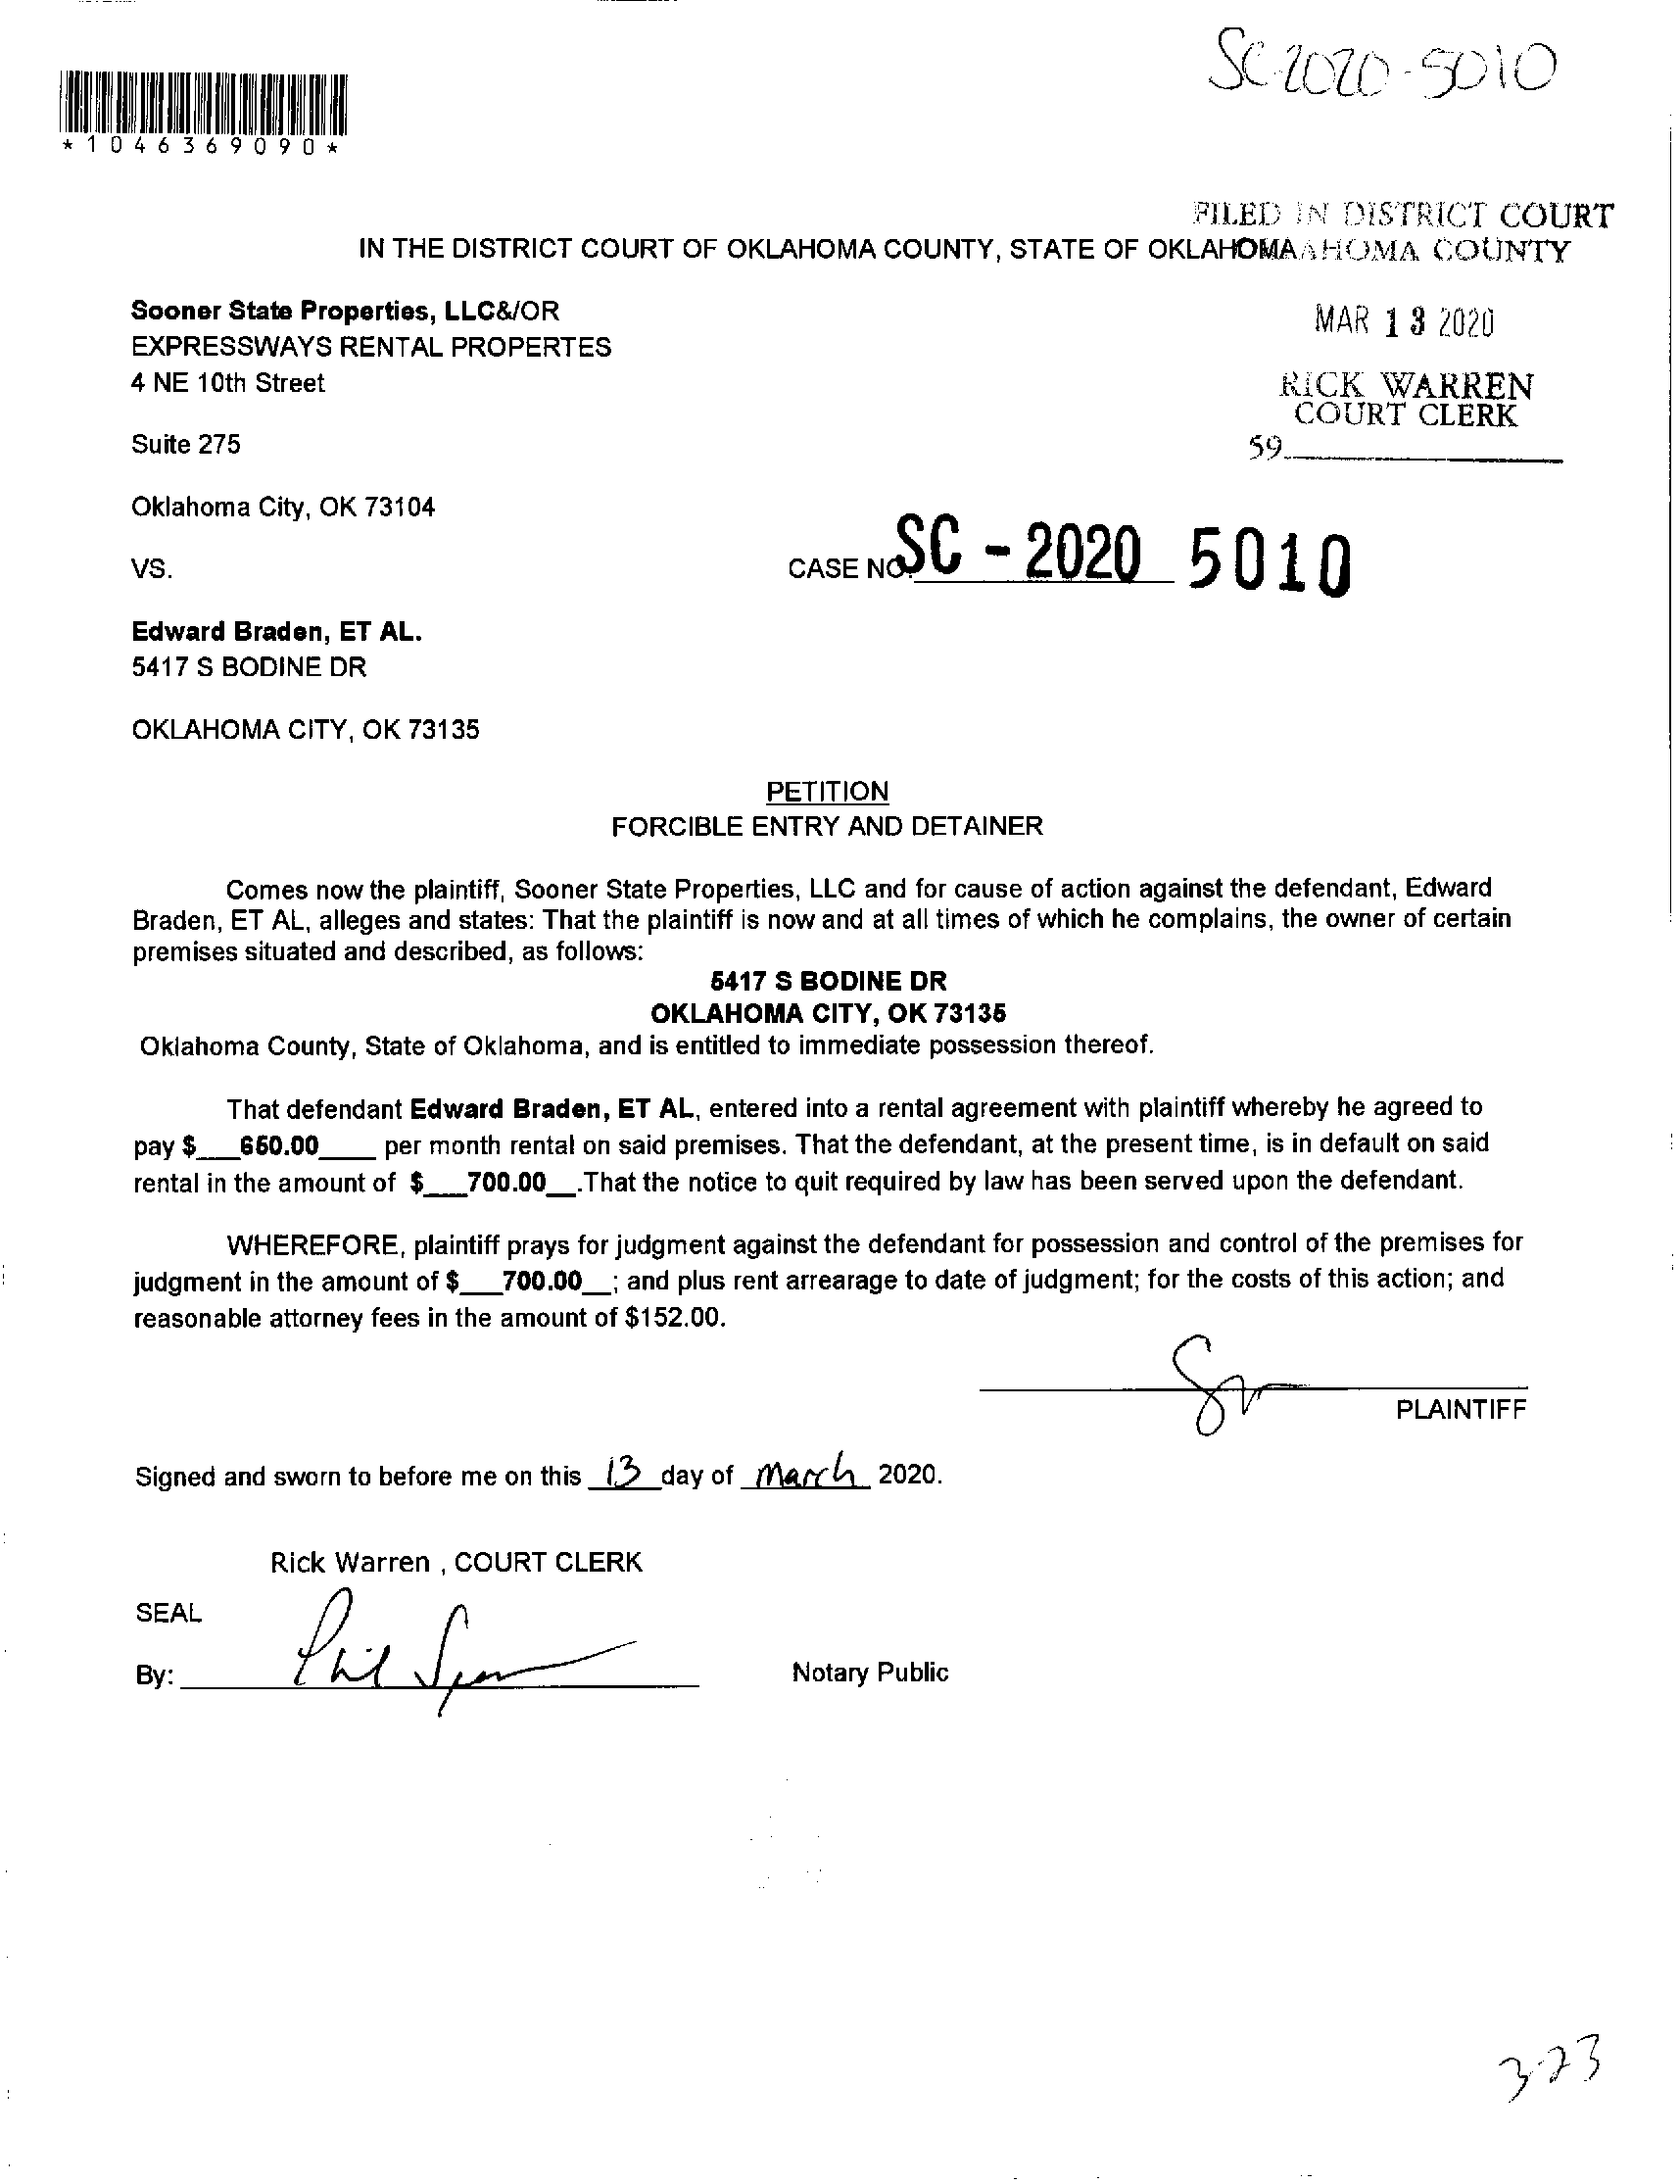 SC-2020-5010
*1046369090*
FILED IN DISTRICT COURT
IN THE DISTRICT COURT OF OKLAHOMA COUNTY, STATE OF OKLAHOMA AHOMA COUNTY
Sooner State Properties, LLC&/OR
MAR 13 2020
EXPRESSWAYS RENTAL PROPERTES
4 NE 10th Street
RICK WARREN
COURT CLERK
Suite 275
59
Oklahoma City, OK 73104
VS.
CASE NO. SC - 2020 5010
Edward Braden, ET AL.
5417 S BODINE DR
OKLAHOMA CITY, OK 73135
PETITION
FORCIBLE ENTRY AND DETAINER
Comes now the plaintiff, Sooner State Properties, LLC and for cause of action against the defendant, Edward
Braden, ET AL, alleges and states: That the plaintiff is now and at all times of which he complains, the owner of certain
premises situated and described, as follows:
5417 S BODINE DR
OKLAHOMA CITY, OK 73135
Oklahoma County, State of Oklahoma, and is entitled to immediate possession thereof.
That defendant Edward Braden, ET AL, entered into a rental agreement with plaintiff whereby he agreed to
pay $___650.00____ per month rental on said premises. That the defendant, at the present time, is in default on said
rental in the amount of $___700.00__.That the notice to quit required by law has been served upon the defendant.
WHEREFORE, plaintiff prays for judgment against the defendant for possession and control of the premises for
judgment in the amount of $___700.00__; and plus rent arrearage to date of judgment; for the costs of this action; and
reasonable attorney fees in the amount of $152.00.
PLAINTIFF
Signed and sworn to before me on this 13 day of March 2020.
Rick Warren , COURT CLERK
SEAL
By: Phil
Notary Public
3-23